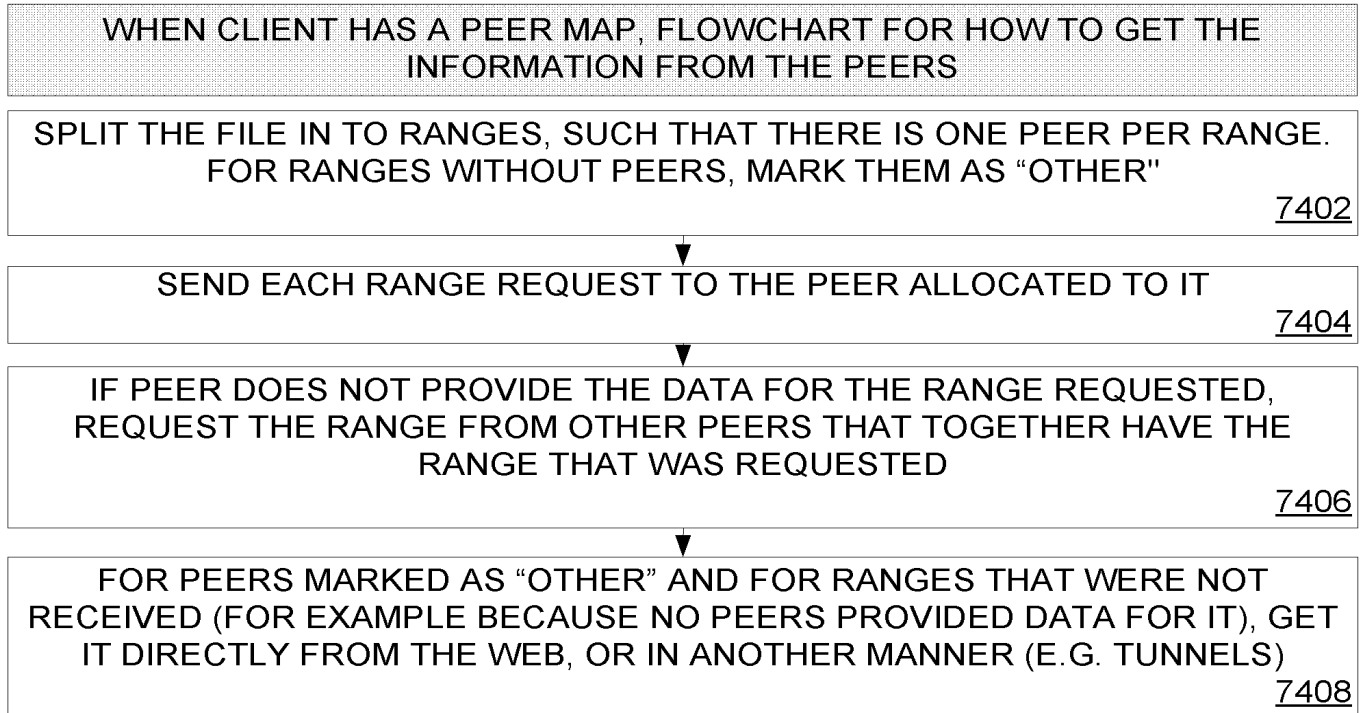 WHEN CLIENT HAS A PEER MAP, FLOWCHART FOR HOW TO GET THE
INFORMATION FROM THE PEERS
SPLIT THE FILE IN TO RANGES, SUCH THAT THERE IS ONE PEER PER RANGE.
FOR RANGES WITHOUT PEERS, MARK THEM AS “OTHER"
7402
SEND EACH RANGE REQUEST TO THE PEER ALLOCATED TO IT
7404
IF PEER DOES NOT PROVIDE THE DATA FOR THE RANGE REQUESTED,
REQUEST THE RANGE FROM OTHER PEERS THAT TOGETHER HAVE THE
RANGE THAT WAS REQUESTED
7406
FOR PEERS MARKED AS “OTHER” AND FOR RANGES THAT WERE NOT
RECEIVED (FOR EXAMPLE BECAUSE NO PEERS PROVIDED DATA FOR IT), GET
IT DIRECTLY FROM THE WEB, OR IN ANOTHER MANNER (E.G. TUNNELS)
7408